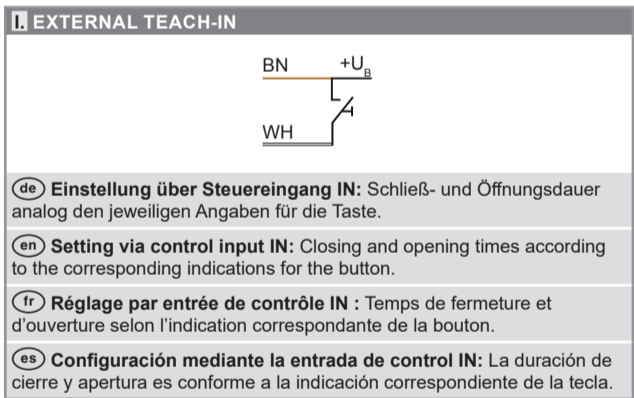 I. EXTERNAL TEACH-IN
BN +UB
WH
de Einstellung über Steuereingang IN: Schließ- und Öffnungsdauer
analog den jeweiligen Angaben für die Taste.
en Setting via control input IN: Closing and opening times according
to the corresponding indications for the button.
fr Réglage par entrée de contrôle IN : Temps de fermeture et
d’ouverture selon l’indication correspondante de la bouton.
es Configuración mediante la entrada de control IN: La duración de
cierre y apertura es conforme a la indicación correspondiente de la tecla.